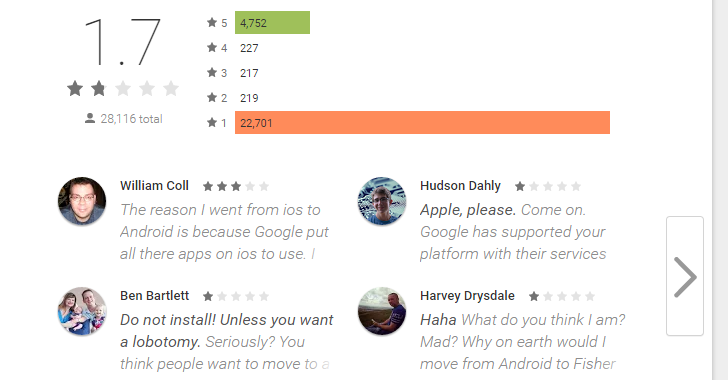 1.7
28,116 total
5 4,752
4 227
3 217
2 219
1 22,701
William Coll
The reason I went from ios to
Android is because Google put
all there apps on ios to use. I
Hudson Dahly
Apple, please. Come on.
Google has supported your
platform with their services
Ben Bartlett
Do not install! Unless you want
a lobotomy. Seriously? You
think people want to move to a
Harvey Drysdale
Haha What do you think I am?
Mad? Why on earth would I
move from Android to Fisher